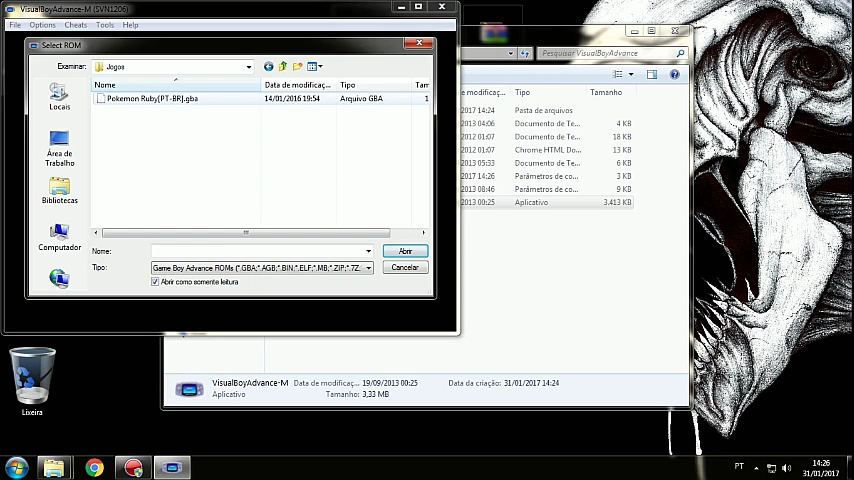 VisualBoyAdvance-M (SVN1206)
File Options Cheats Tools Help
Select ROM
Examinar: Jogos
Nome Data de modificaç... Tipo Tam
Pokemon Ruby[PT-BR].gba 14/01/2016 19:54 Arquivo GBA 1
Locais
Área de
Trabalho
Bibliotecas
Computador
Nome: Abrir
Tipo: Game Boy Advance ROMs (*.GBA;*.AGB;*.BIN;*.ELF;*.MB;*.ZIP;*.7Z; Cancelar
Abrir como somente leitura
Pesquisar VisualBoyAdvance
de modificaç... Tipo Tamanho
2017 14:24 Pasta de arquivos
2013 04:06 Documento de Te... 4 KB
2012 01:07 Documento de Te... 18 KB
2012 01:07 Chrome HTML Do... 13 KB
2013 05:33 Documento de Te... 6 KB
2017 14:26 Parâmetros de co... 3 KB
2013 08:46 Parâmetros de co... 9 KB
2013 00:25 Aplicativo 3.413 KB
VisualBoyAdvance-M Data de modificaç... 19/09/2013 00:25 Data da criação: 31/01/2017 14:24
Aplicativo Tamanho: 3,33 MB
Lixeira
PT 14:26
31/01/2017